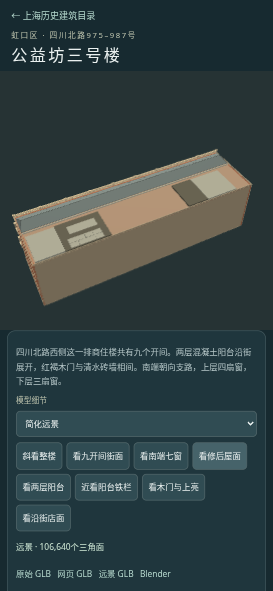 ← 上海历史建筑目录
虹口区 · 四川北路975–987号
公益坊三号楼
四川北路西侧这一排商住楼共有九个开间。两层混凝土阳台沿街
展开，红褐木门与清水砖墙相间。南端朝向支路，上层四扇窗，
下层三扇窗。
模型细节
简化远景
斜看整楼 看九开间街面 看南端七窗 看修后屋面
看两层阳台 近看阳台铁栏 看木门与上亮
看沿街店面
远景 · 106,640个三角面
原始 GLB 网页 GLB 远景 GLB Blender